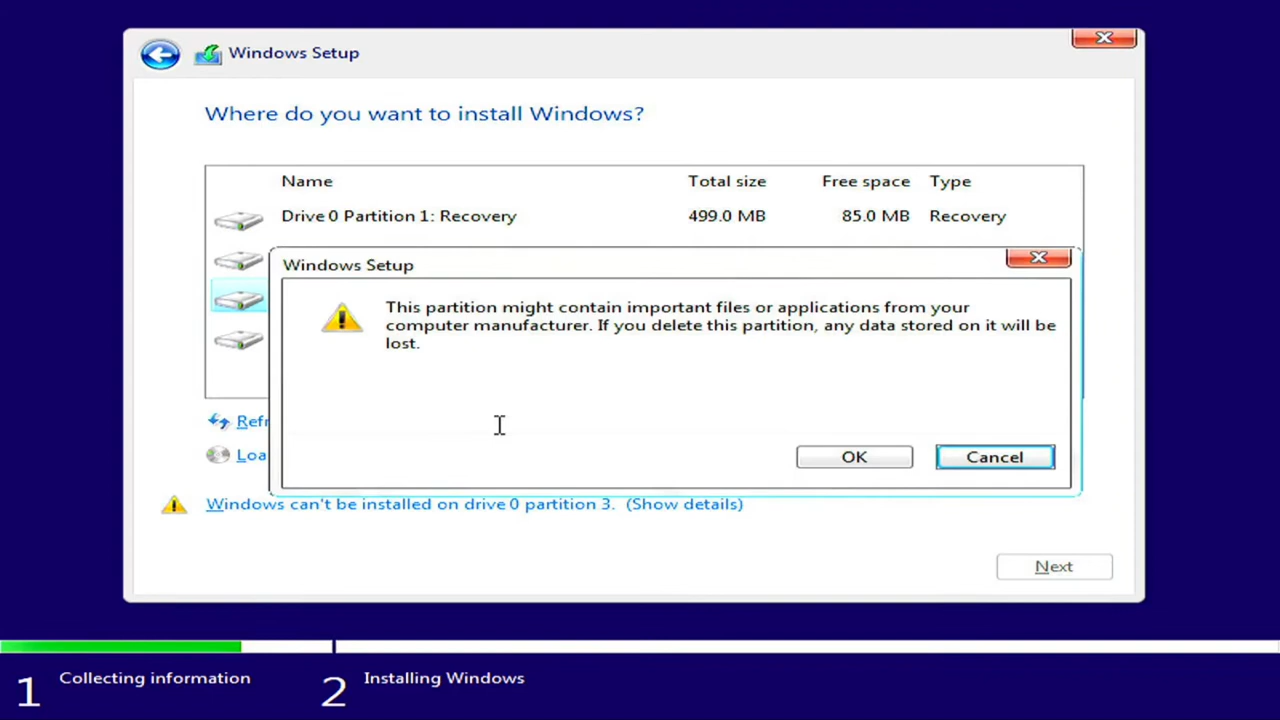 Windows Setup
Where do you want to install Windows?
Name Total size Free space Type
Drive 0 Partition 1: Recovery 499.0 MB 85.0 MB Recovery
Windows Setup
This partition might contain important files or applications from your
computer manufacturer. If you delete this partition, any data stored on it will be
lost.
OK Cancel
Refr
Loa
Windows can't be installed on drive 0 partition 3. (Show details)
Next
1 Collecting information 2 Installing Windows